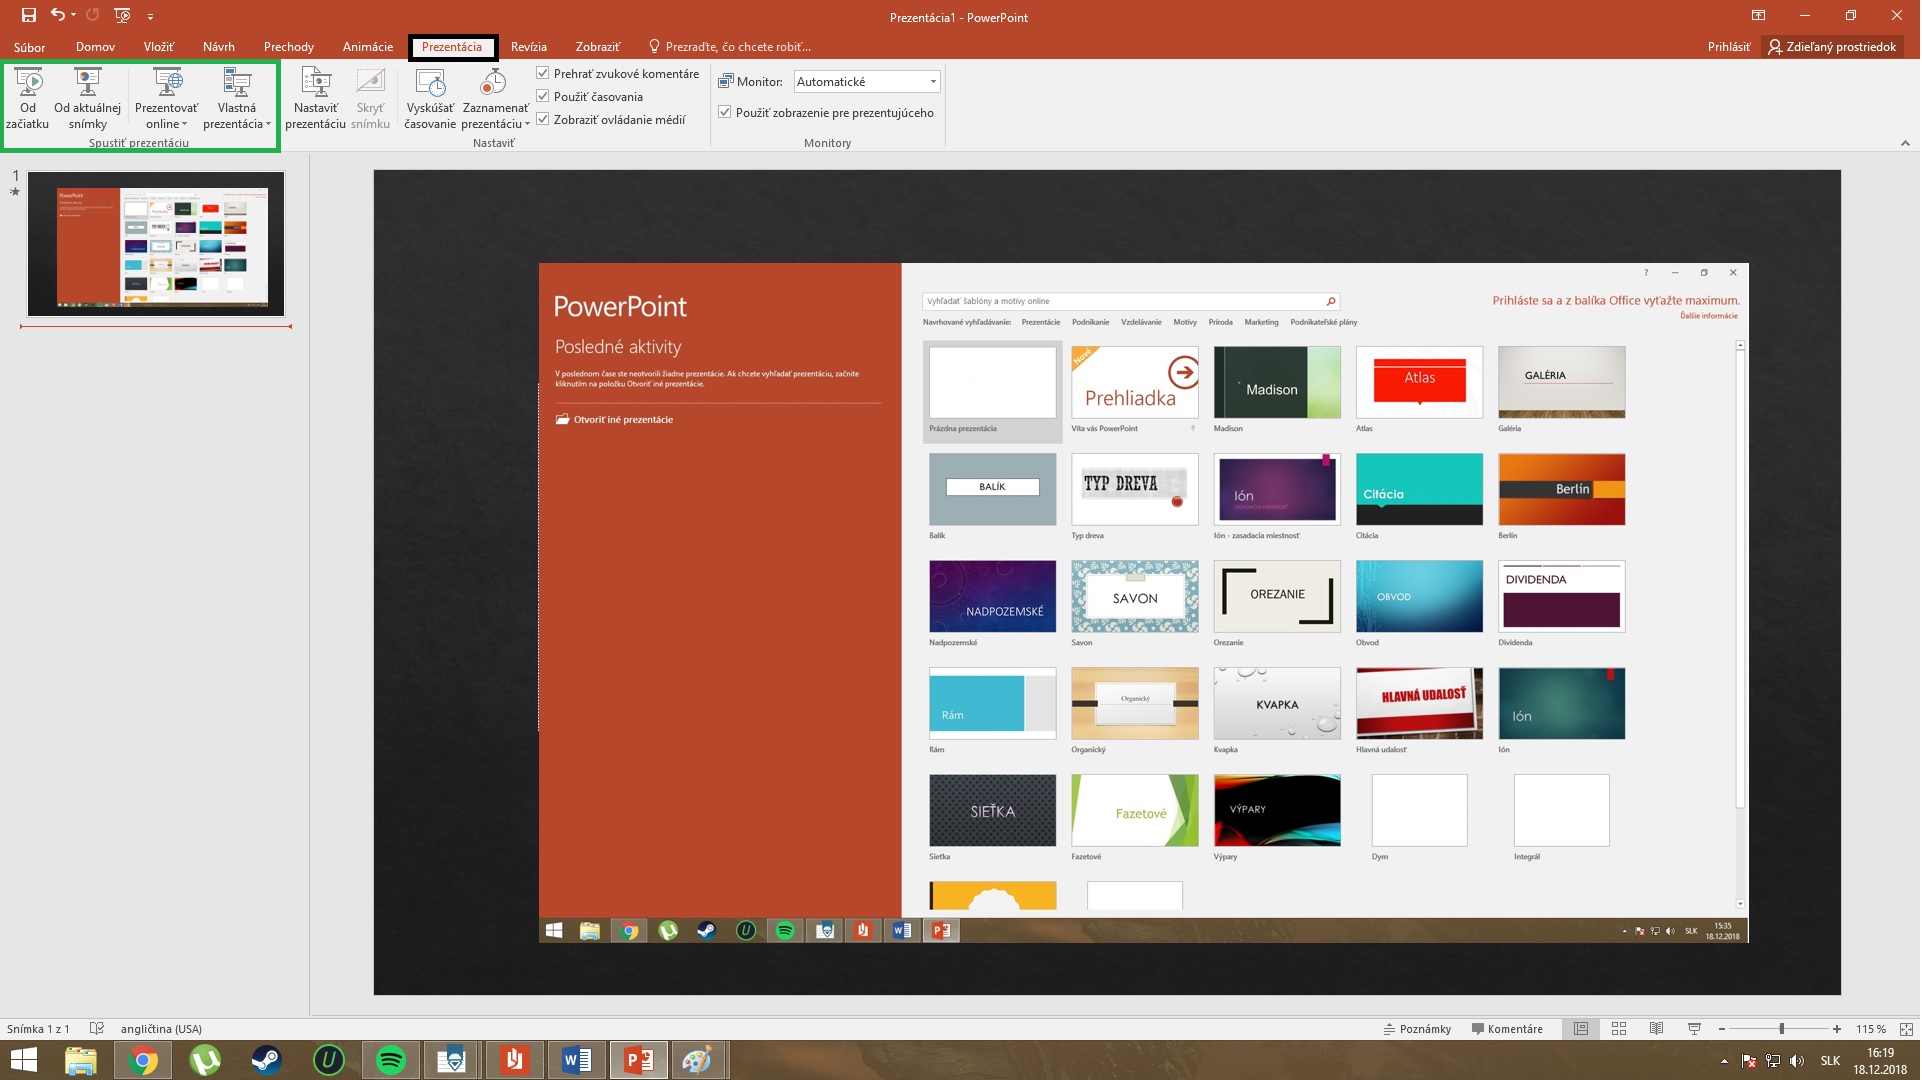 Prezentácia1 - PowerPoint
Súbor Domov Vložiť Návrh Prechody Animácie Prezentácia Revízia Zobraziť Prezraďte, čo chcete robiť... Prihlásiť Zdieľaný prostriedok
Od začiatku
Od aktuálnej snímky
Prezentovať online
Vlastná prezentácia
Spustiť prezentáciu
Nastaviť prezentáciu
Skryť snímku
Vyskúšať časovanie
Zaznamenať prezentáciu
Prehrať zvukové komentáre
Použiť časovania
Zobraziť ovládanie médií
Nastaviť
Monitor: Automatické
Použiť zobrazenie pre prezentujúceho
Monitory
1
PowerPoint
Posledné aktivity
V poslednom čase ste neotvorili žiadne prezentácie. Ak chcete vyhľadať prezentáciu, začnite
kliknutím na položku Otvoriť iné prezentácie.
Otvoriť iné prezentácie
Vyhľadať šablóny a motívy online
Prihláste sa a z balíka Office vyťažte maximum.
Ďalšie informácie
Navrhované vyhľadávanie: Prezentácie Podnikanie Vzdelávanie Motívy Príroda Marketing Podnikateľské plány
Nové
Prehliadka
Madison
Atlas
GALÉRIA
Prázdna prezentácia Víta vás PowerPoint Madison Atlas Galéria
BALÍK
TYP DREVA
Ión
ZASADACIA MIESTNOSŤ
Citácia
Berlín
Balík Typ dreva Ión - zasadacia miestnosť Citácia Berlín
NADPOZEMSKÉ
SAVON
OREZANIE
OBVOD
DIVIDENDA
Nadpozemské Savon Orezanie Obvod Dividenda
Rám
Organický
KVAPKA
HLAVNÁ UDALOSŤ
Ión
Rám Organický Kvapka Hlavná udalosť Ión
SIEŤKA
Fazetové
VÝPARY
Sieťka Fazetové Výpary Dym Integrál
SLK
15:35
18.12.2018
Snímka 1 z 1 angličtina (USA) Poznámky Komentáre 115 %
SLK
16:19
18.12.2018